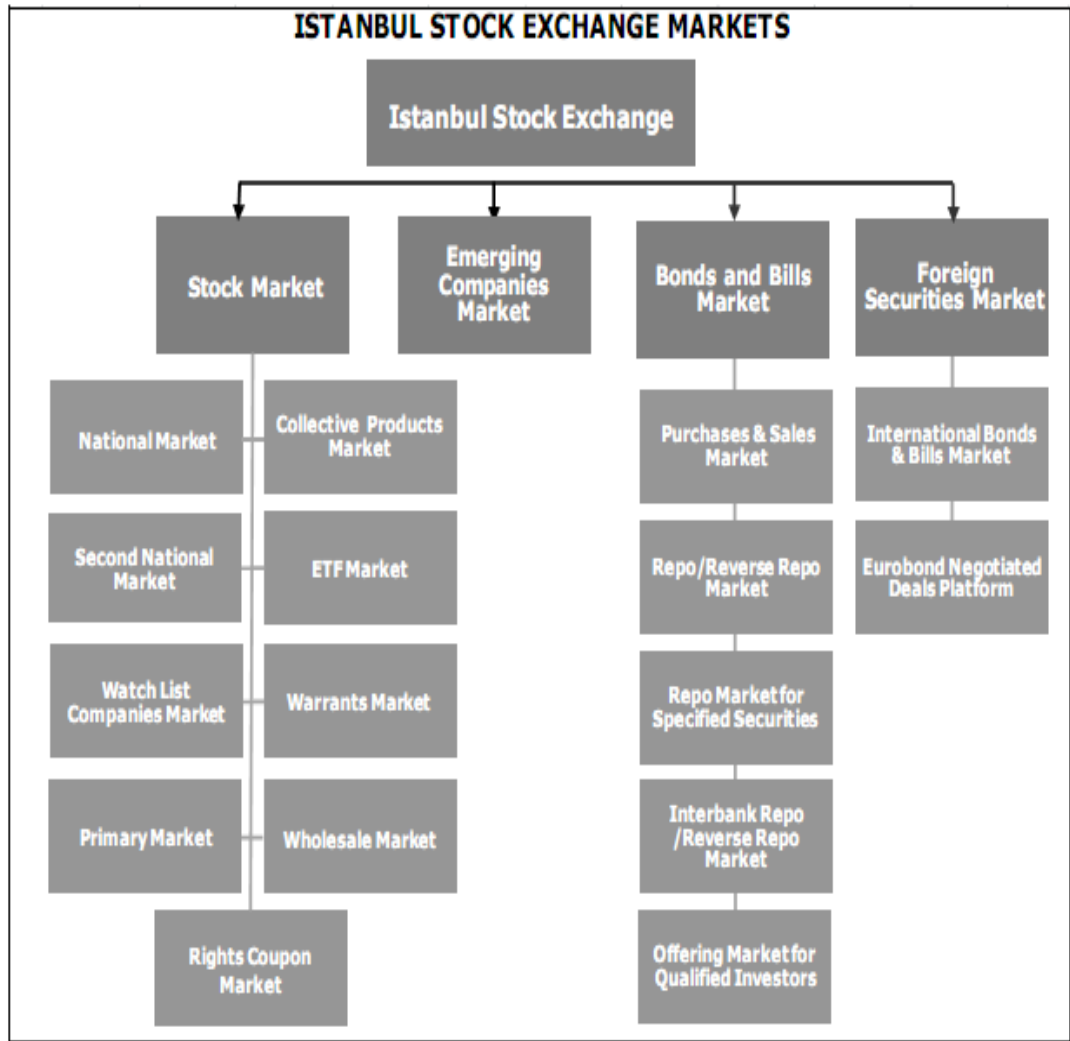 ISTANBUL STOCK EXCHANGE MARKETS
Istanbul Stock Exchange
Stock Market
Emerging
Companies
Market
Bonds and Bills
Market
Foreign
Securities Market
National Market
Collective Products
Market
Second National
Market
ETF Market
Watch List
Companies Market
Warrants Market
Primary Market
Wholesale Market
Rights Coupon
Market
Purchases & Sales
Market
Repo/Reverse Repo
Market
Repo Market for
Specified Securities
Interbank Repo
/Reverse Repo
Market
Offering Market for
Qualified Investors
International Bonds
& Bills Market
Eurobond Negotiated
Deals Platform